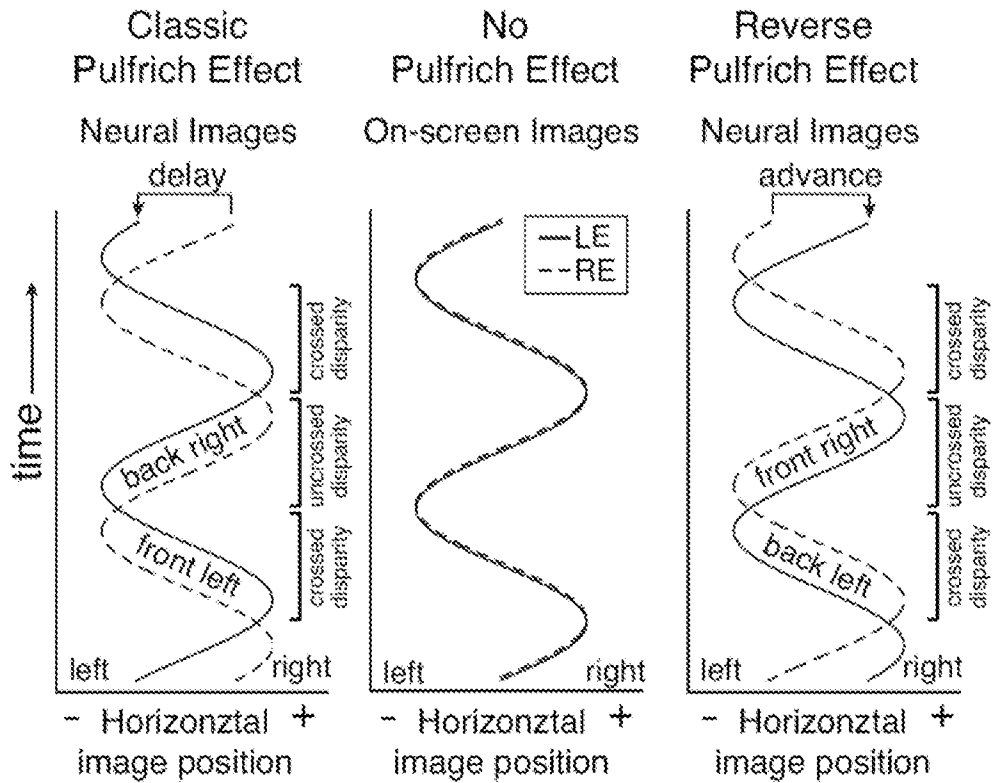 Classic
Pulfrich Effect
Neural Images
delay
time
crossed
disparity
uncrossed
disparity
crossed
disparity
back right
front left
left
right
- Horizonztal +
image position
No
Pulfrich Effect
On-screen Images
LE
RE
left
right
- Horizonztal +
image position
Reverse
Pulfrich Effect
Neural Images
advance
crossed
disparity
uncrossed
disparity
crossed
disparity
front right
back left
left
right
- Horizonztal +
image position